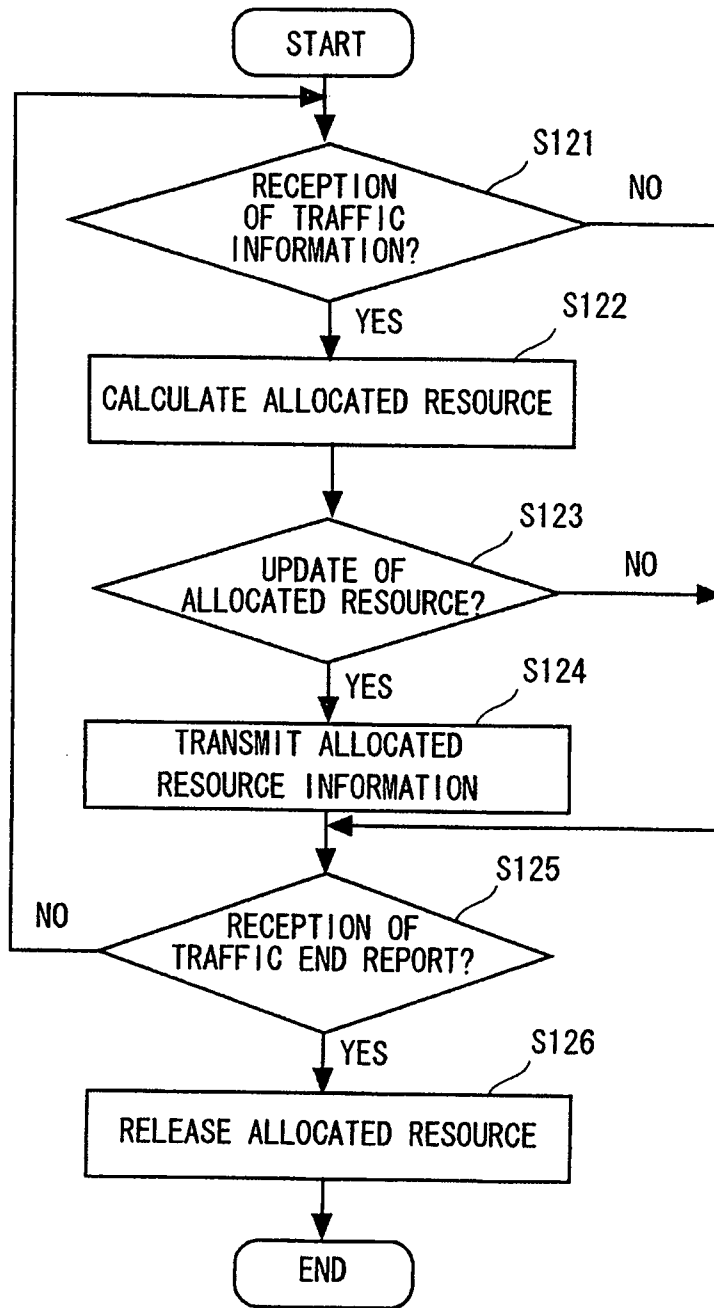 START
S121
RECEPTION
OF TRAFFIC
INFORMATION?
NO
YES
S122
CALCULATE ALLOCATED RESOURCE
S123
UPDATE OF
ALLOCATED RESOURCE?
NO
YES
S124
TRANSMIT ALLOCATED
RESOURCE INFORMATION
S125
NO
RECEPTION OF
TRAFFIC END REPORT?
YES
S126
RELEASE ALLOCATED RESOURCE
END